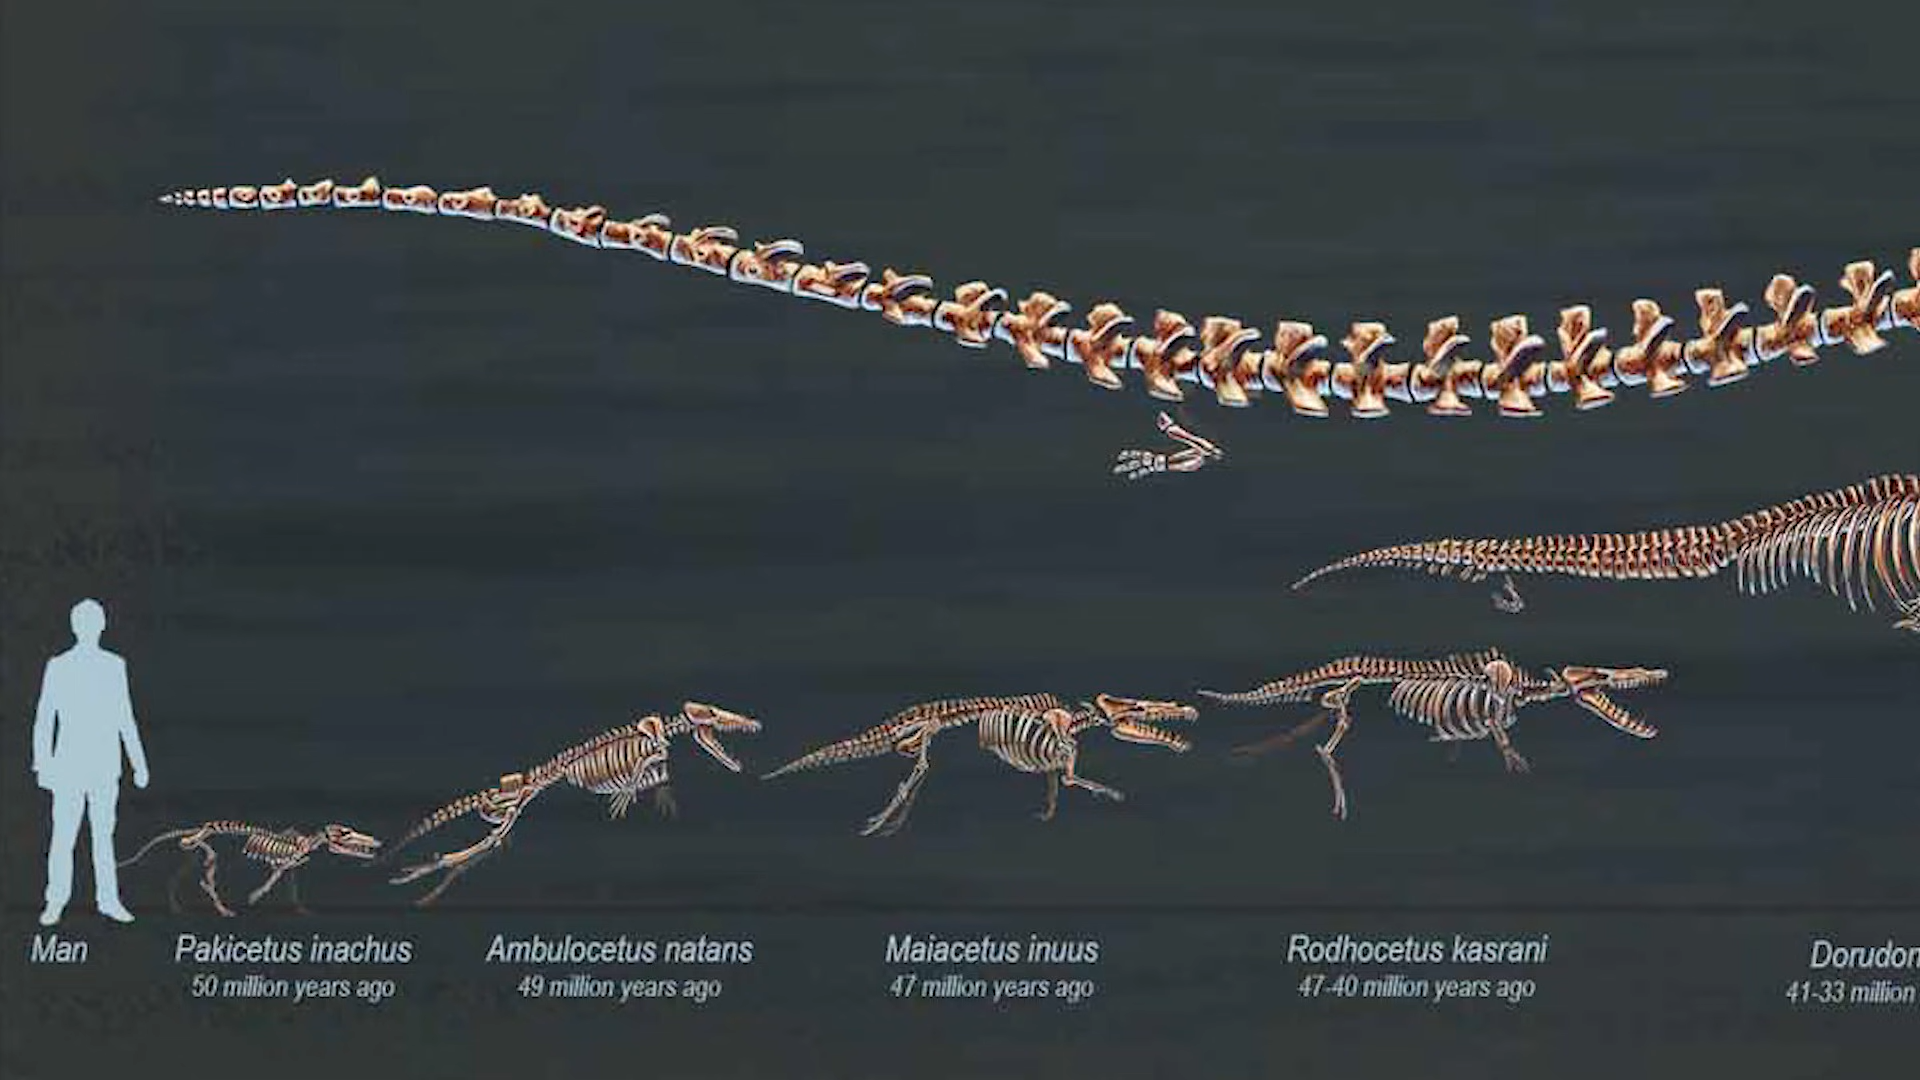 Man
Pakicetus inachus
50 million years ago
Ambulocetus natans
49 million years ago
Maiacetus inuus
47 million years ago
Rodhocetus kasrani
47-40 million years ago
Dorudon
41-33 million